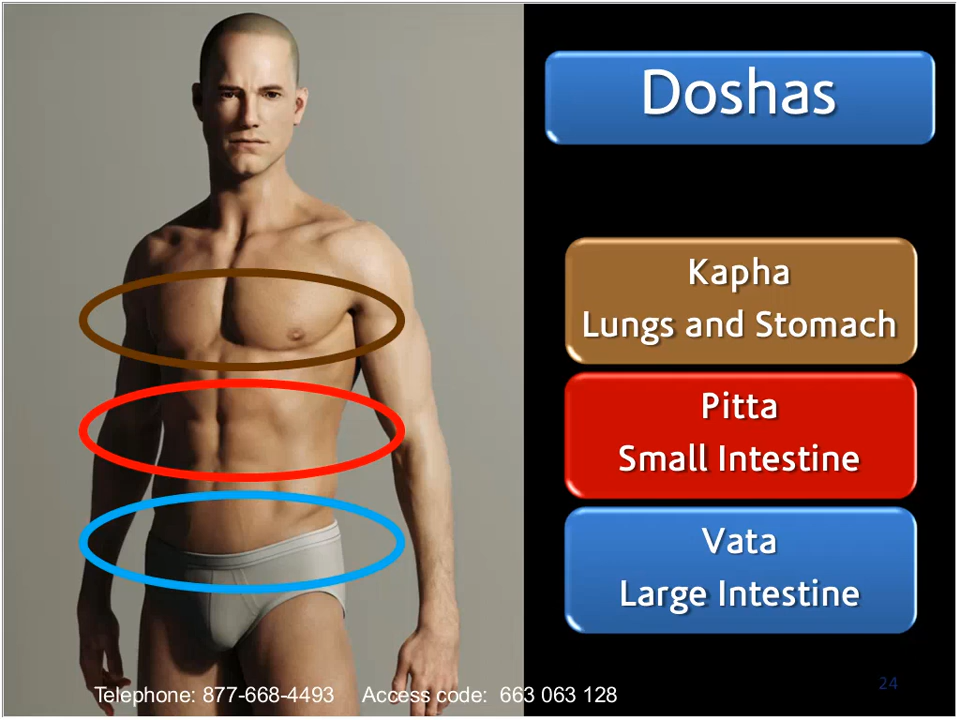 Doshas
Kapha
Lungs and Stomach
Pitta
Small Intestine
Vata
Large Intestine
Telephone: 877-668-4493 Access code: 663 063 128
24